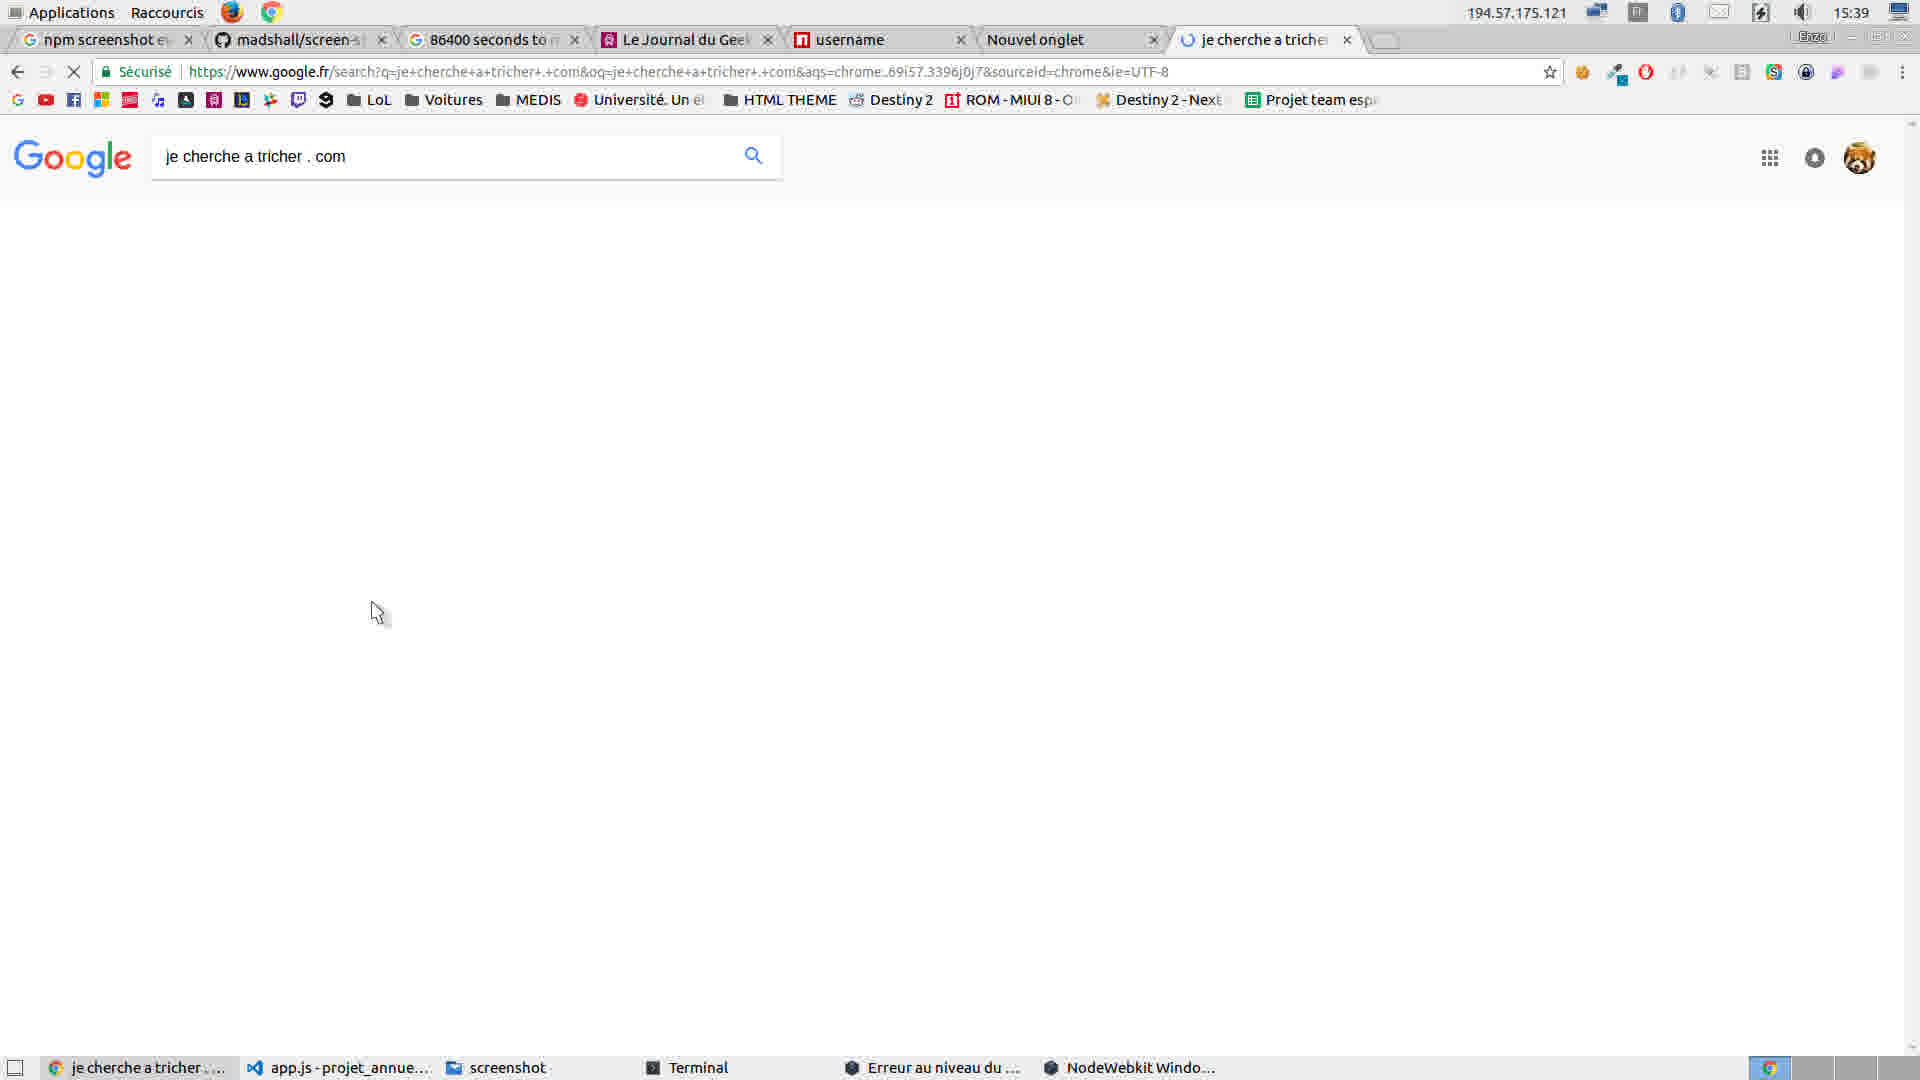 Applications Raccourcis 194.57.175.121 15:39
npm screenshot madshall/screen-s 86400 seconds to Le Journal du Geek username Nouvel onglet je cherche a triche
Enzo
Sécurisé https://www.google.fr/search?q=je+cherche+a+tricher+.+com&oq=je+cherche+a+tricher+.+com&aqs=chrome..69i57.3396j0j7&sourceid=chrome&ie=UTF-8
LoL Voitures MEDIS Université. Un HTML THEME Destiny 2 ROM - MIUI 8 - Destiny 2 - Next Projet team esp
Google je cherche a tricher . com
je cherche a tricher . ... app.js - projet_annue... screenshot Terminal Erreur au niveau du ... NodeWebkit Windo...